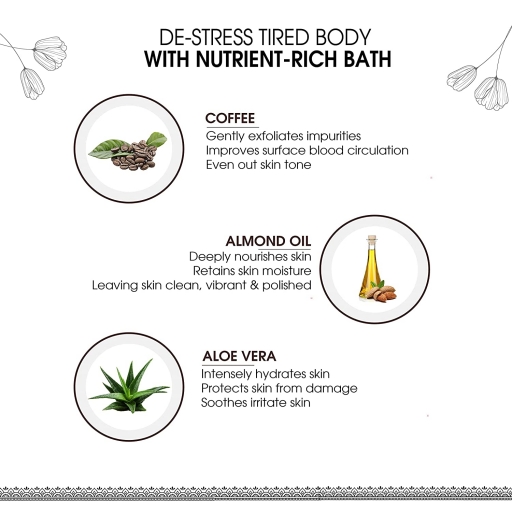 DE-STRESS TIRED BODY
WITH NUTRIENT-RICH BATH
COFFEE
Gently exfoliates impurities
Improves surface blood circulation
Even out skin tone
ALMOND OIL
Deeply nourishes skin
Retains skin moisture
Leaving skin clean, vibrant & polished
ALOE VERA
Intensely hydrates skin
Protects skin from damage
Soothes irritate skin